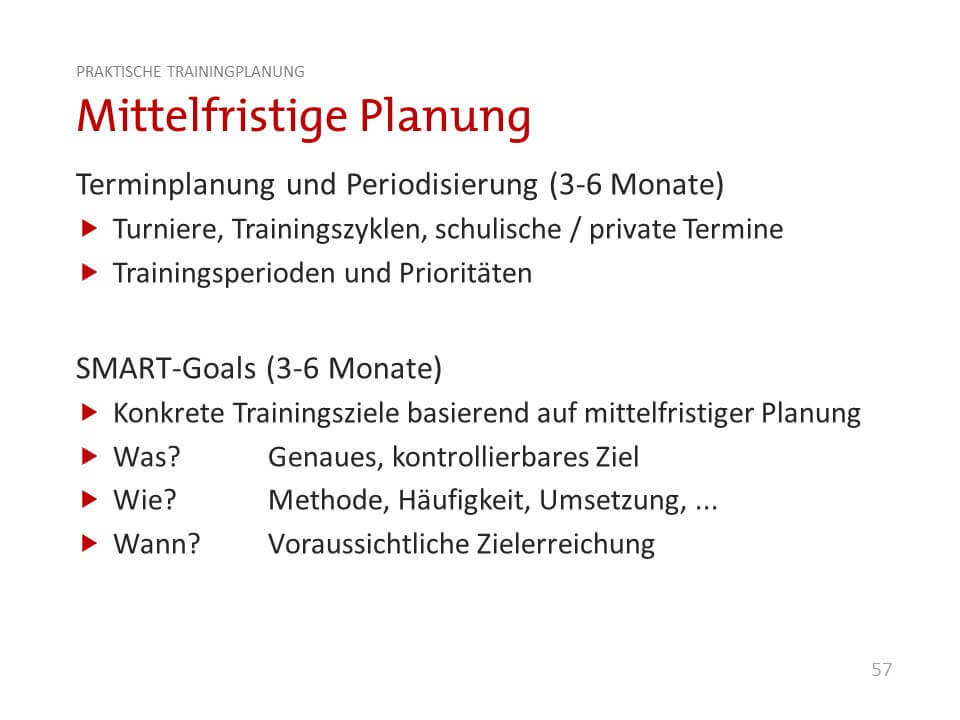 PRAKTISCHE TRAININGPLANUNG
Mittelfristige Planung
Terminplanung und Periodisierung (3-6 Monate)
Turniere, Trainingszyklen, schulische / private Termine
Trainingsperioden und Prioritäten
SMART-Goals (3-6 Monate)
Konkrete Trainingsziele basierend auf mittelfristiger Planung
Was? Genaues, kontrollierbares Ziel
Wie? Methode, Häufigkeit, Umsetzung, ...
Wann? Voraussichtliche Zielerreichung
57